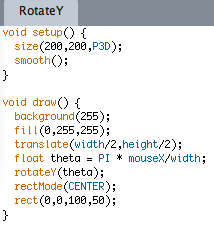 RotateY
void setup() {
  size(200,200,P3D);
  smooth();
}

void draw() {
  background(255);
  fill(0,255,255);
  translate(width/2,height/2);
  float theta = PI * mouseX/width;
  rotateY(theta);
  rectMode(CENTER);
  rect(0,0,100,50);
}